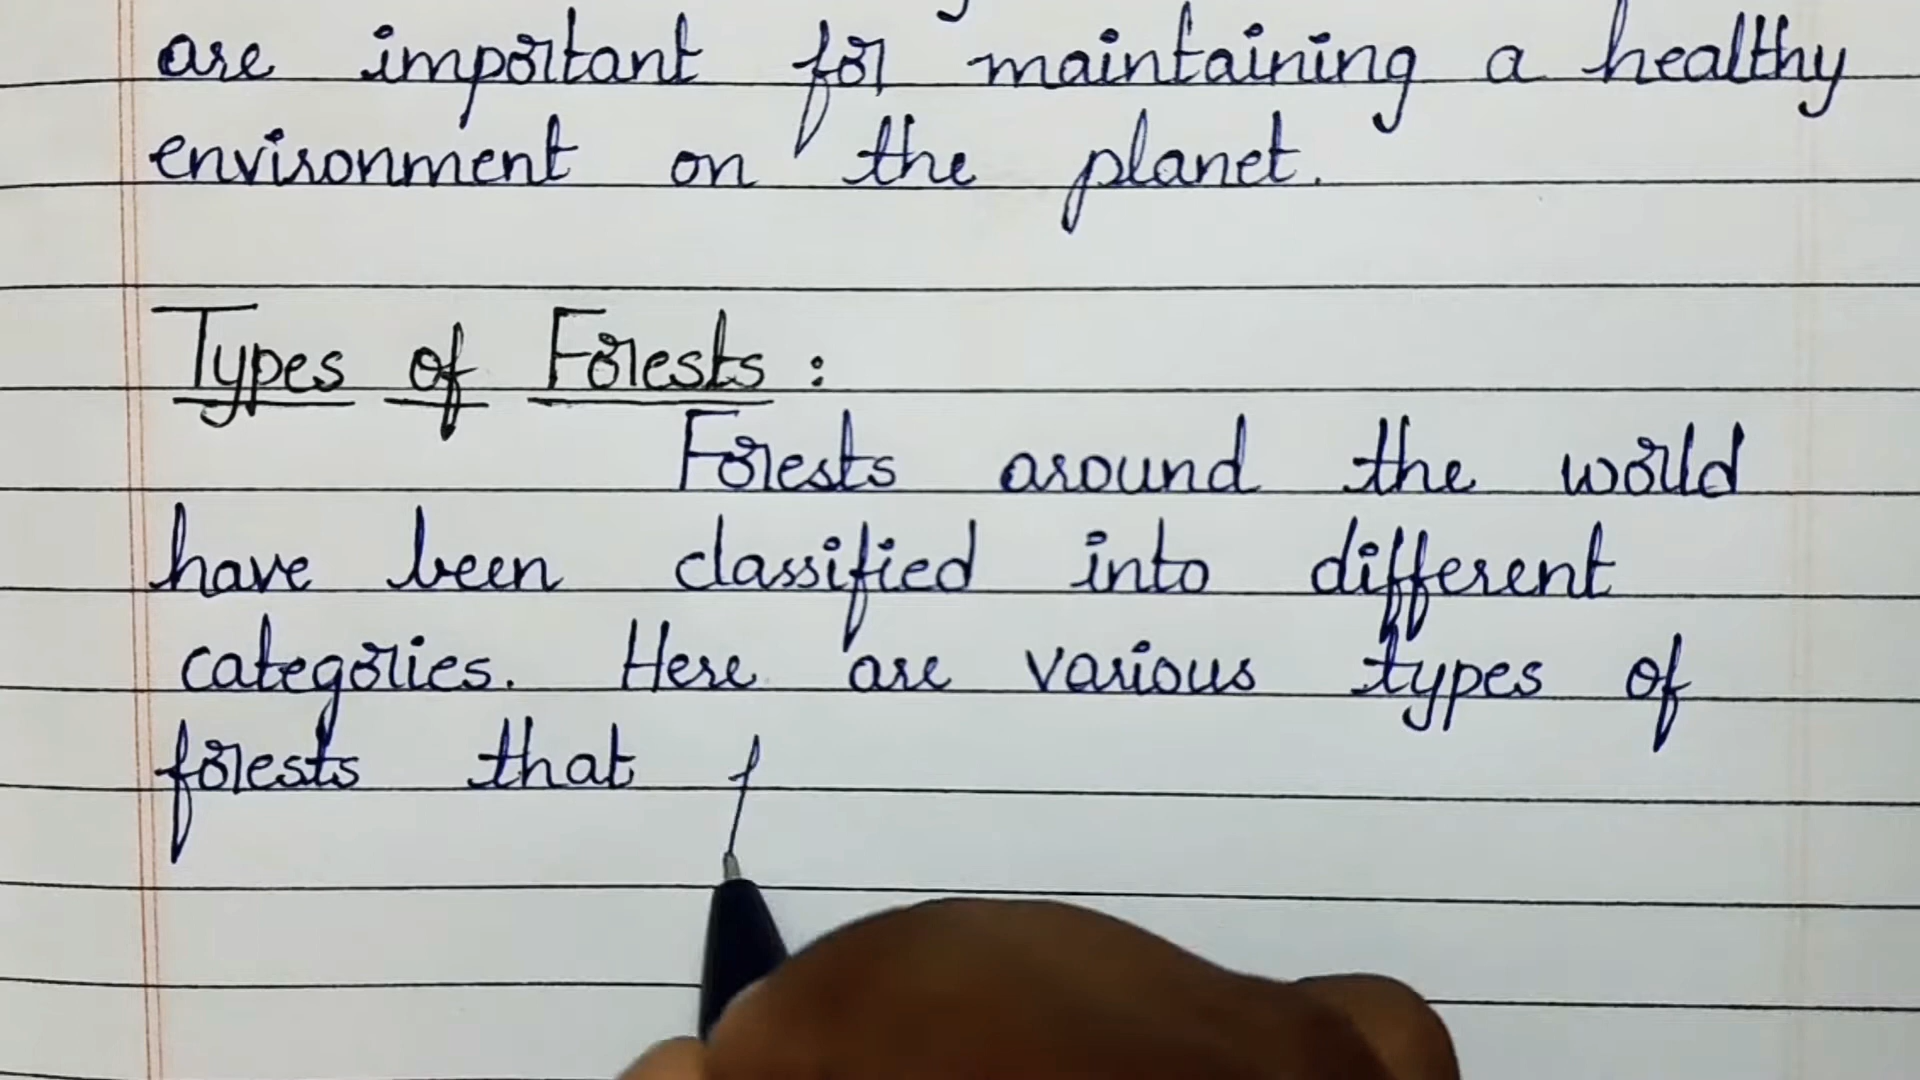 are important for maintaining a healthy
environment on the planet.
Types of Forests :
Forests around the world
have been classified into different
categories. Here are various types of
forests that f